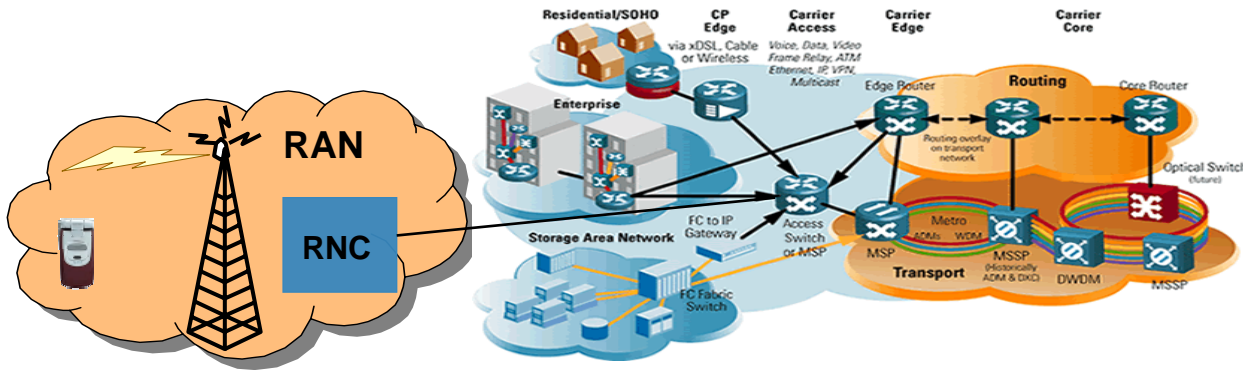 RAN
RNC
Residential/SOHO
CP
Edge
via xDSL, Cable
or Wireless
Carrier
Access
Voice, Data, Video
Frame Relay, ATM
Ethernet, IP, VPN,
Multicast
Carrier
Edge
Carrier
Core
Enterprise
Edge Router
Routing
Core Router
Routing overlay
on transport
network
Optical Switcl
(future)
FC to IP
Gateway
Access
Switch
or MSP
Storage Area Network
FC Fabric
Switch
MSP
Metro
ADMs
WDM
MSSP
(Historically
ADM & DXC)
Transport
DWDM
MSSP